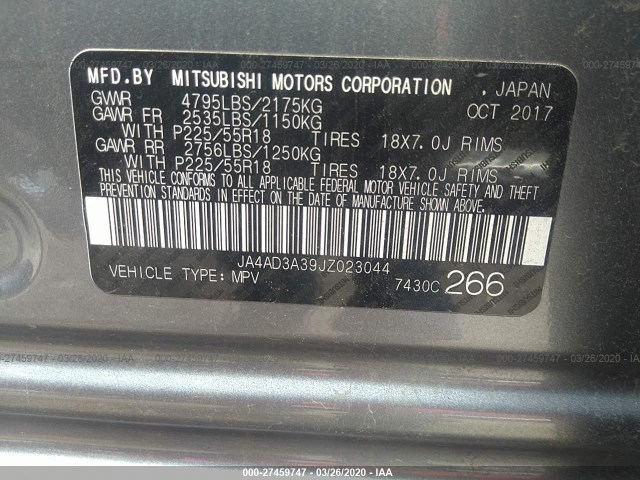 000-27459747 | 03/26/2020 | IAA
MFD.BY MITSUBISHI MOTORS CORPORATION , JAPAN
GVWR 4795LBS/2175KG OCT 2017
GAWR FR 2535LBS/1150KG
WITH P225/55R18 TIRES 18X7.0J RIMS
GAWR RR 2756LBS/1250KG
WITH P225/55R18 TIRES 18X7.0J RIMS
THIS VEHICLE CONFORMS TO ALL APPLICABLE FEDERAL MOTOR VEHICLE SAFETY AND THEFT
PREVENTION STANDARDS IN EFFECT ON THE DATE OF MANUFACTURE SHOWN ABOVE.
JA4AD3A39JZ023044
VEHICLE TYPE: MPV 7430C 266
000-27459747 | 03/26/2020 | IAA